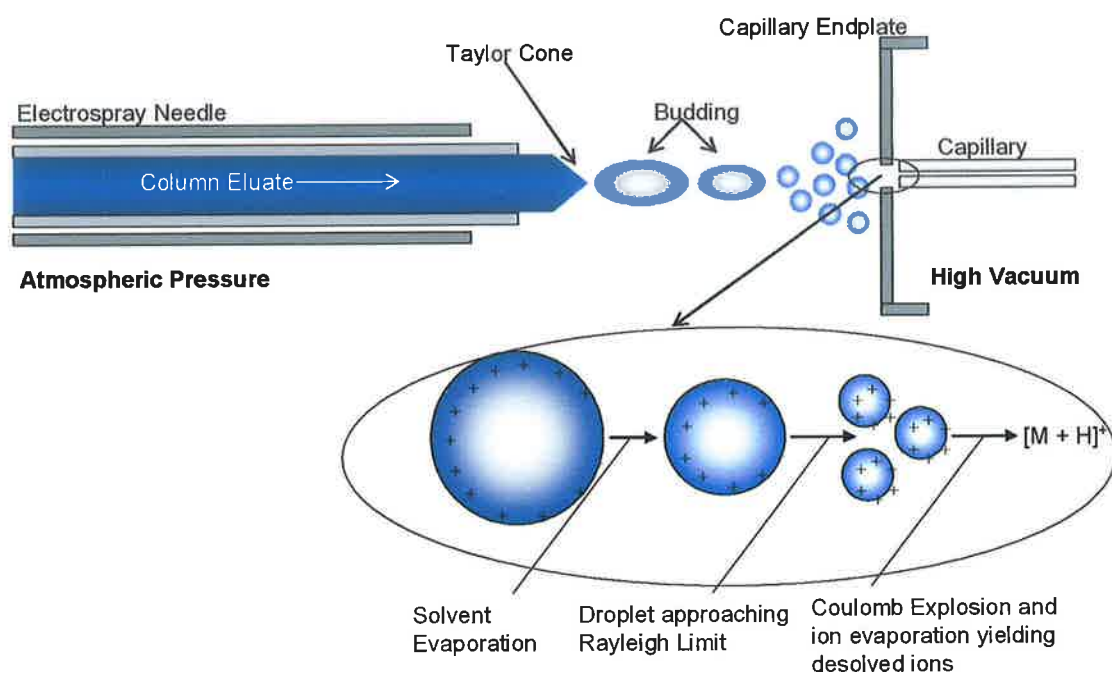 Capillary Endplate
Taylor Cone
Electrospray Needle
Budding
Capillary
Column Eluate
Atmospheric Pressure
High Vacuum
[M + H]+
Solvent
Evaporation
Droplet approaching
Rayleigh Limit
Coulomb Explosion and
ion evaporation yielding
desolved ions